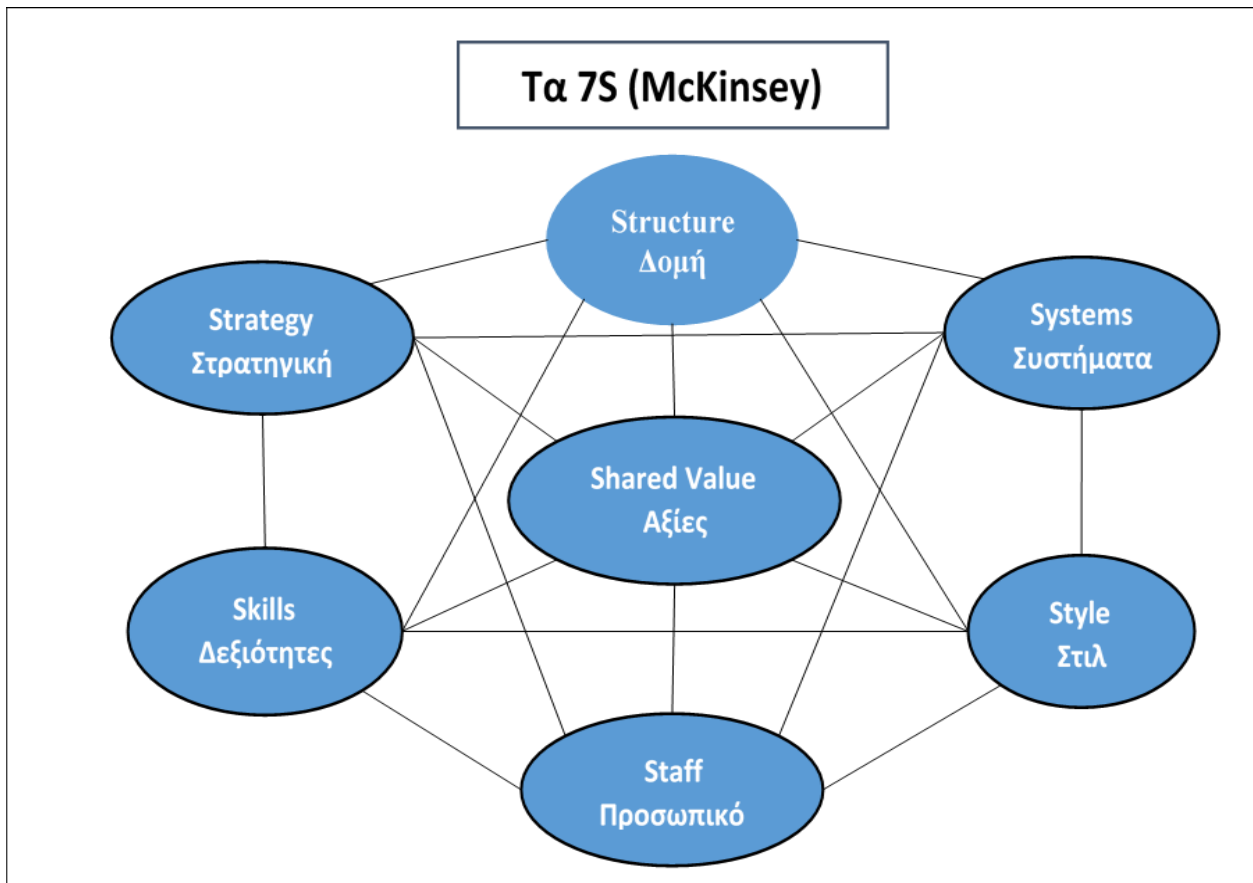 Τα 7S (McKinsey)
Structure
Δομή
Strategy
Στρατηγική
Systems
Συστήματα
Shared Value
Αξίες
Skills
Δεξιότητες
Style
Στιλ
Staff
Προσωπικό